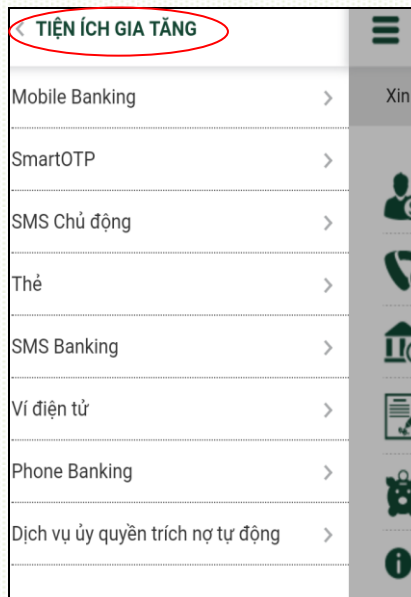 TIỆN ÍCH GIA TĂNG
Mobile Banking
Xin
SmartOTP
SMS Chủ động
Thẻ
SMS Banking
Ví điện tử
Phone Banking
Dịch vụ ủy quyền trích nợ tự động